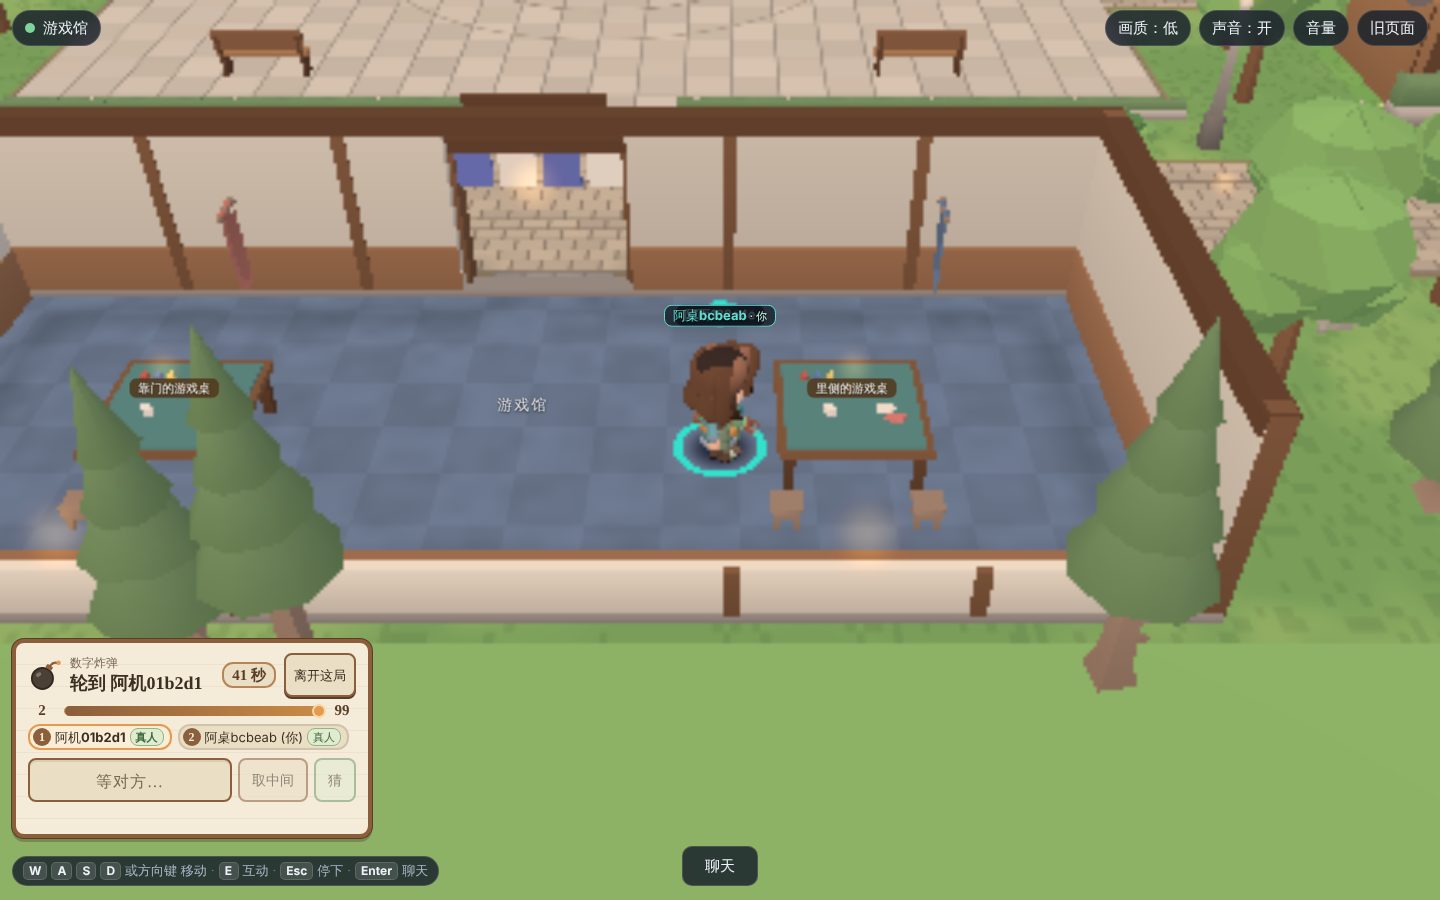 游戏馆
画质：低
声音：开
音量
旧页面
阿桌bcbeab · 你
靠门的游戏桌
游戏馆
里侧的游戏桌
数字炸弹
轮到 阿机01b2d1
41 秒
离开这局
2
99
1 阿机01b2d1 真人
2 阿桌bcbeab (你) 真人
等对方...
取中间
猜
W A S D 或方向键 移动 · E 互动 · Esc 停下 · Enter 聊天
聊天